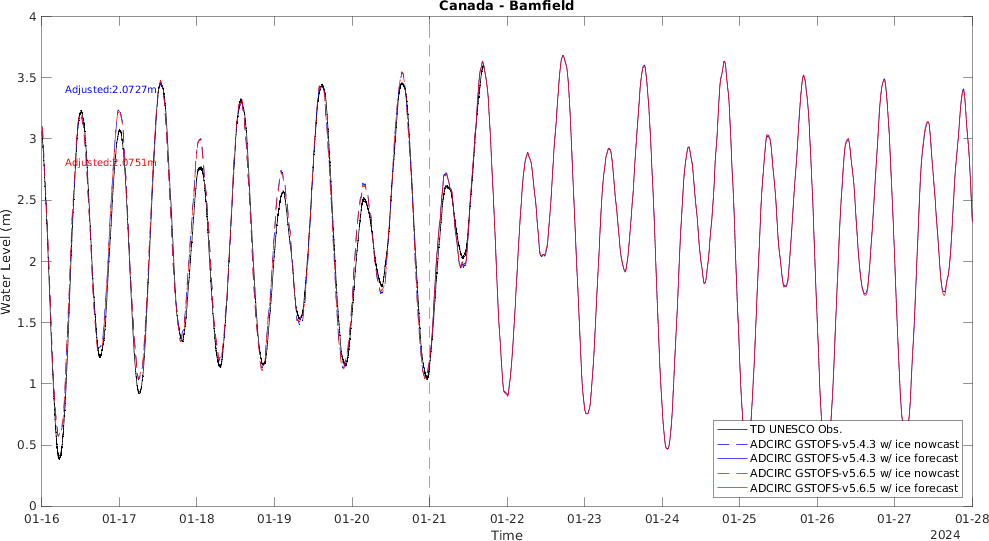 Canada - Bamfield
4
3.5
3
2.5
2
1.5
1
0.5
0
Water Level (m)
Adjusted:2.0727m
Adjusted:2.0751m
TD UNESCO Obs.
ADCIRC GSTOFS-v5.4.3 w/ ice nowcast
ADCIRC GSTOFS-v5.4.3 w/ ice forecast
ADCIRC GSTOFS-v5.6.5 w/ ice nowcast
ADCIRC GSTOFS-v5.6.5 w/ ice forecast
01-16 01-17 01-18 01-19 01-20 01-21 01-22 01-23 01-24 01-25 01-26 01-27 01-28
Time
2024